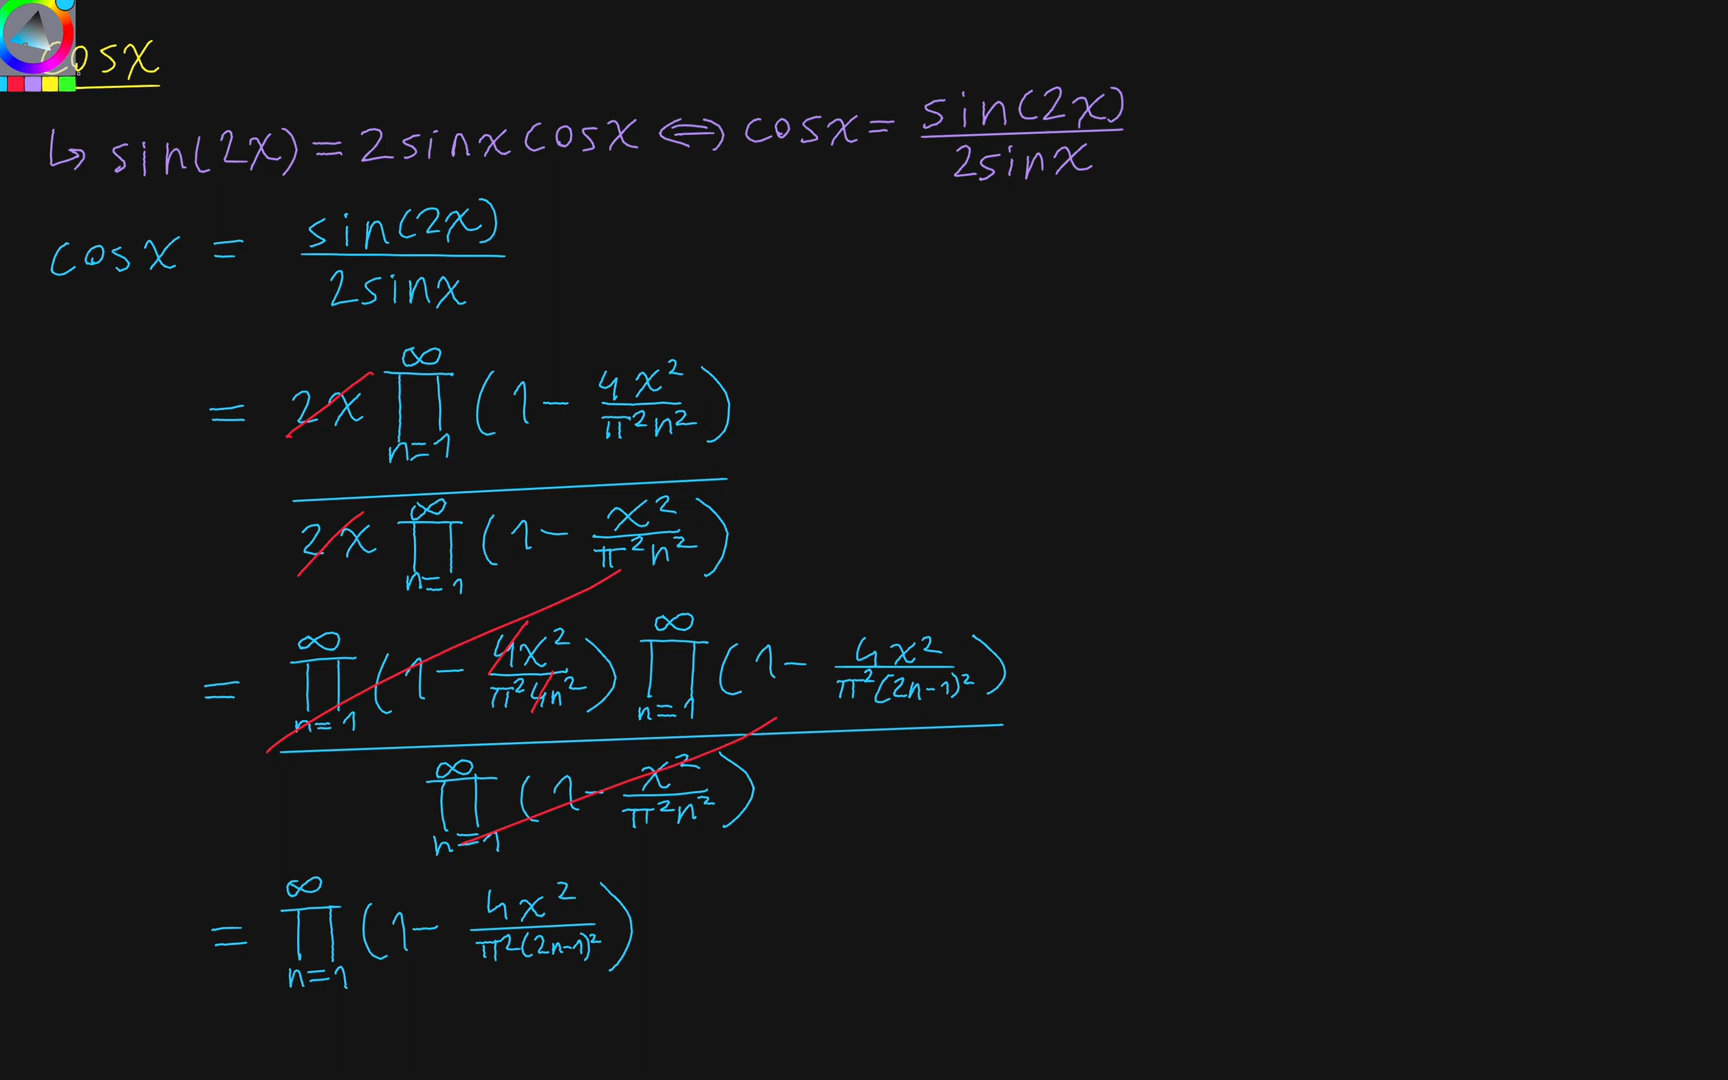 cosx
↳ sin(2x) = 2sinx cosx ⇔ cosx = sin(2x)/2sinx
cosx = sin(2x)/2sinx
= 2x ∏_{n=1}^{∞} (1 - 4x²/π²n²) / 2x ∏_{n=1}^{∞} (1 - x²/π²n²)
= ∏_{n=1}^{∞} (1 - 4x²/π²4n²) ∏_{n=1}^{∞} (1 - 4x²/π²(2n-1)²) / ∏_{n=1}^{∞} (1 - x²/π²n²)
= ∏_{n=1}^{∞} (1 - 4x²/π²(2n-1)²)